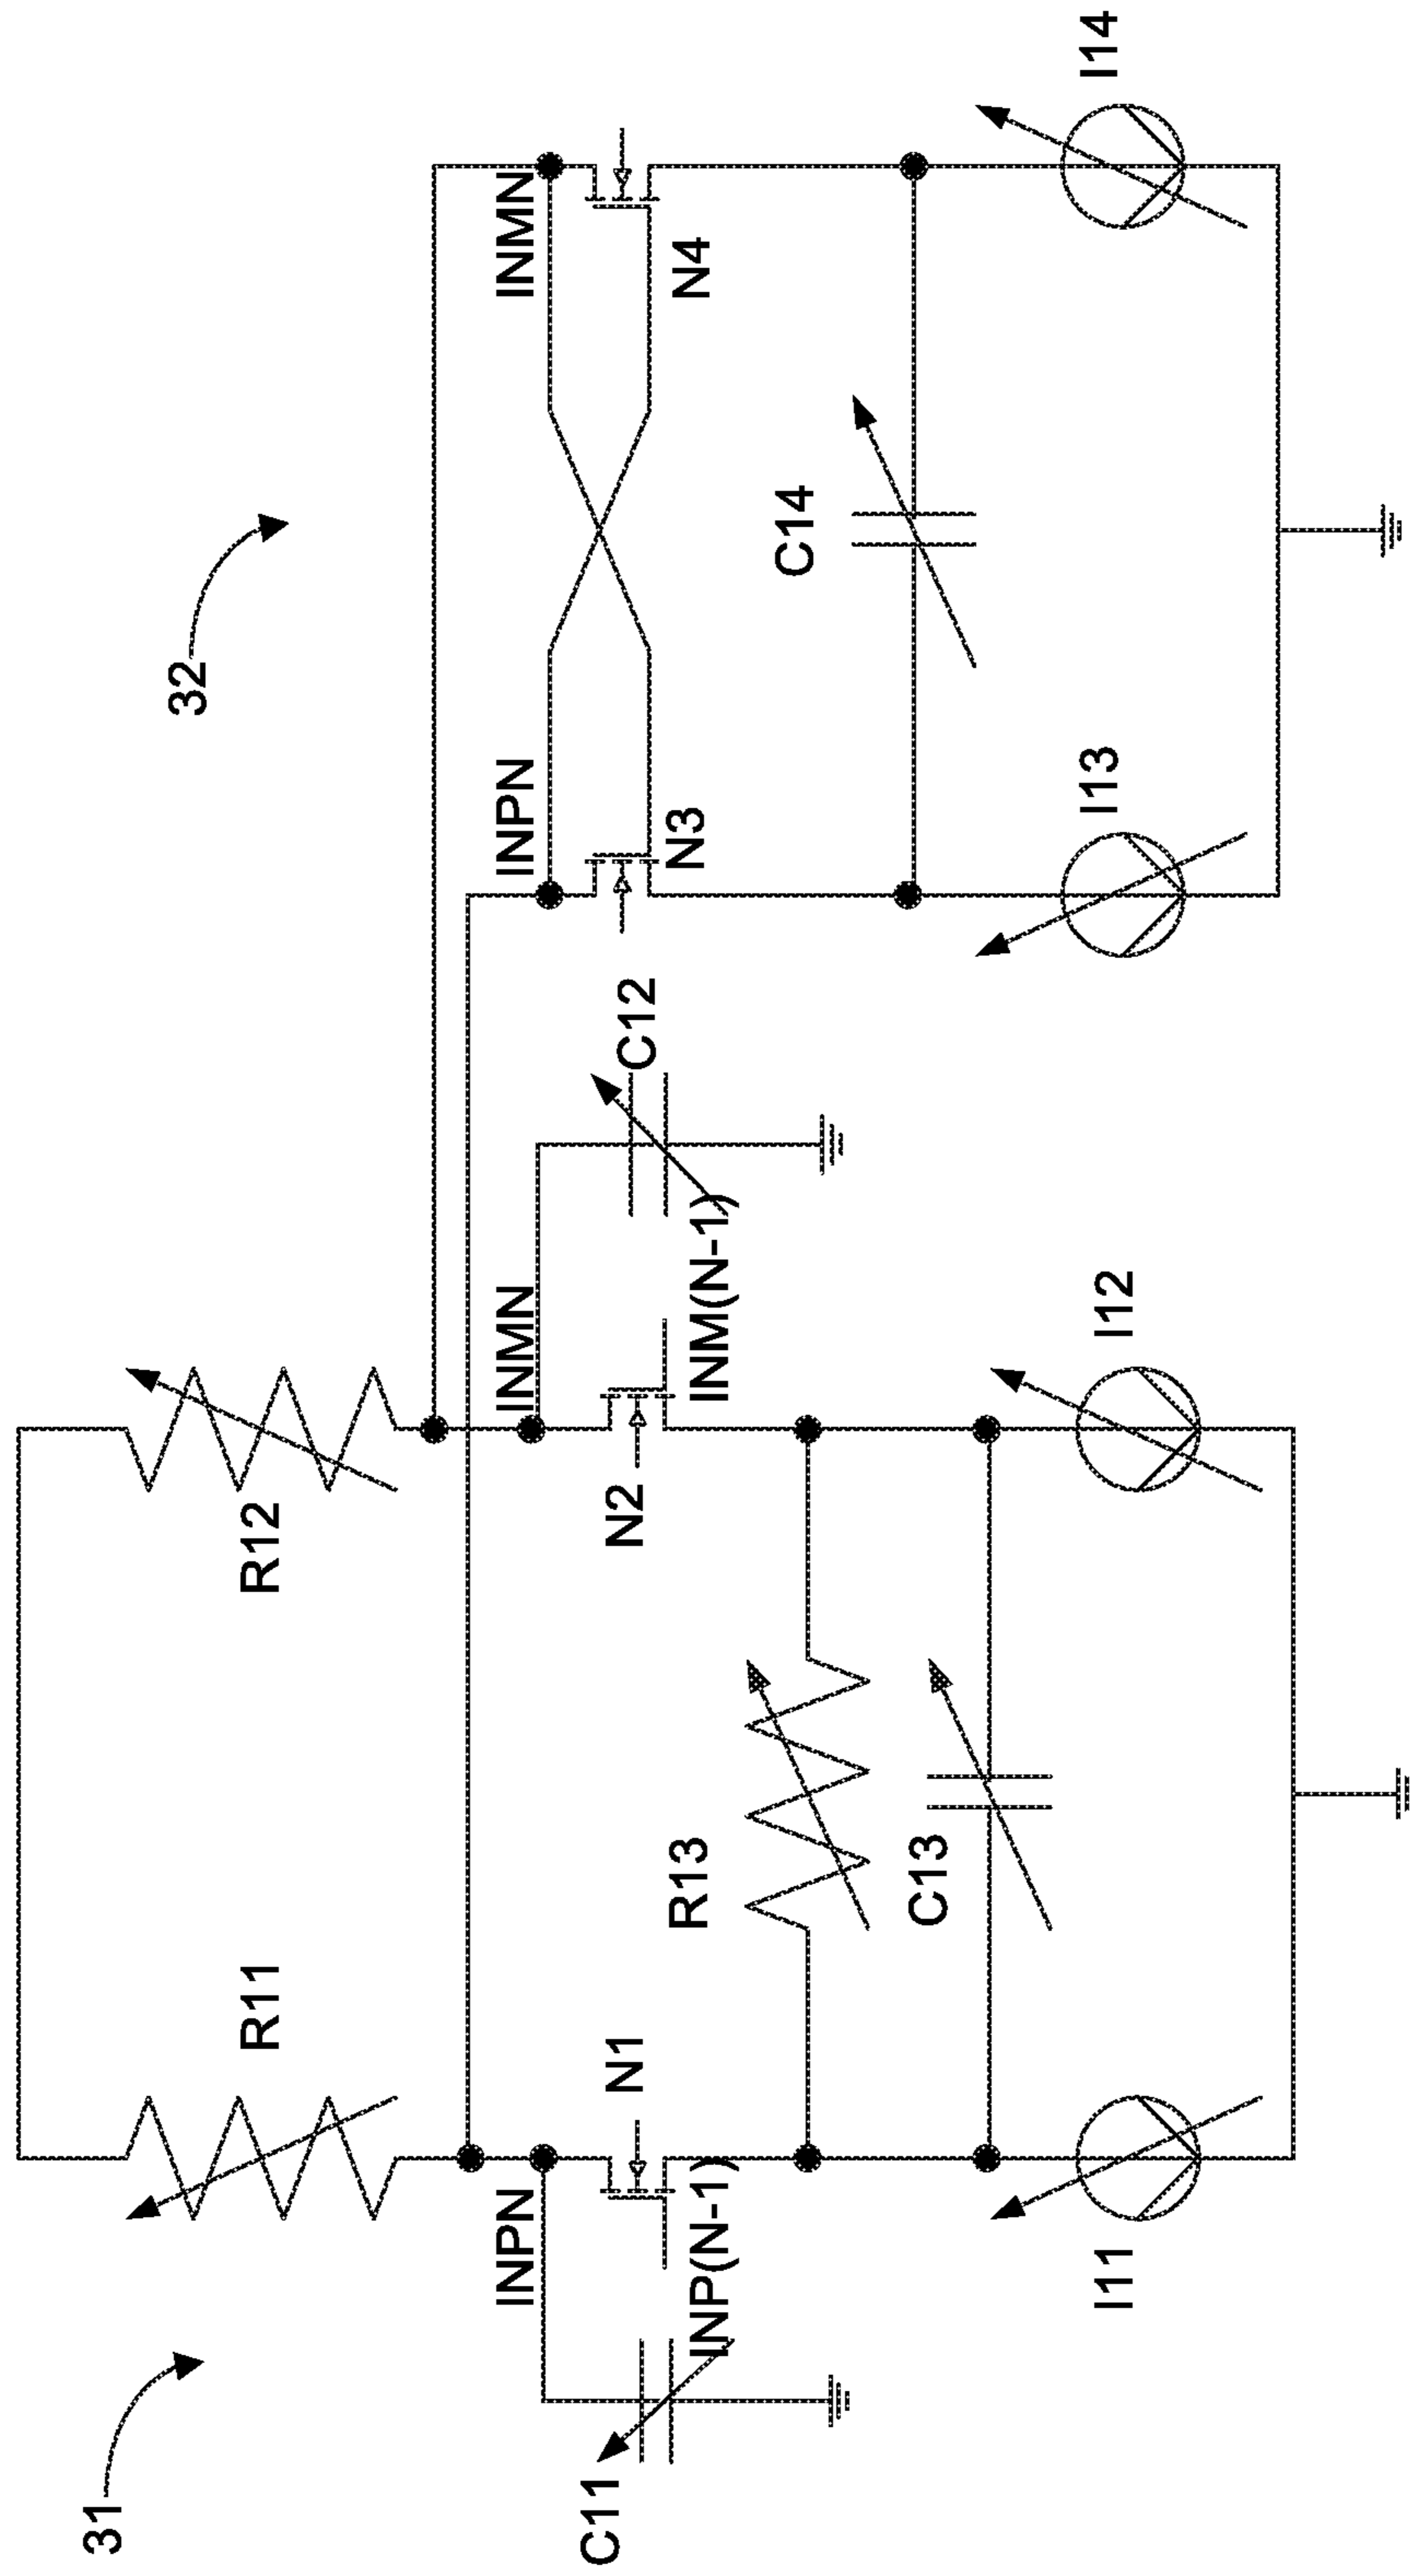 31
32
R11
R12
INPN
INMN
INPN
INMN
C11
N1
N2
C12
N3
N4
INP(N-1)
INM(N-1)
R13
C13
C14
I11
I12
I13
I14